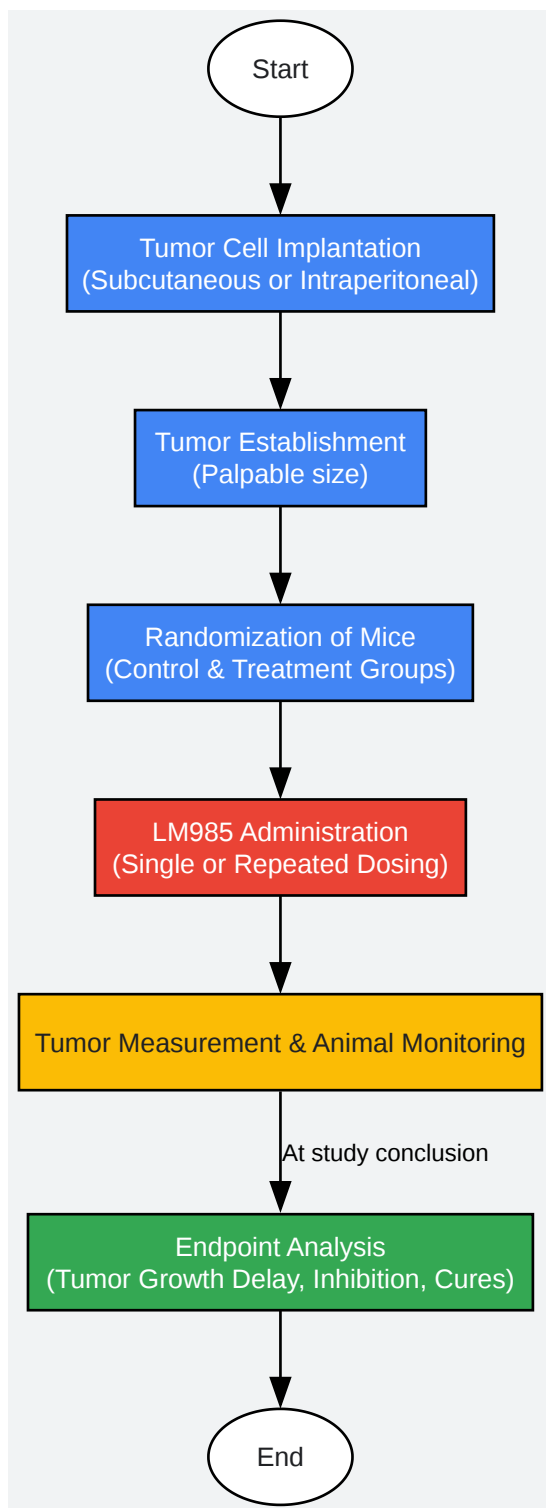 Start
Tumor Cell Implantation
(Subcutaneous or Intraperitoneal)
Tumor Establishment
(Palpable size)
Randomization of Mice
(Control & Treatment Groups)
LM985 Administration
(Single or Repeated Dosing)
Tumor Measurement & Animal Monitoring
At study conclusion
Endpoint Analysis
(Tumor Growth Delay, Inhibition, Cures)
End